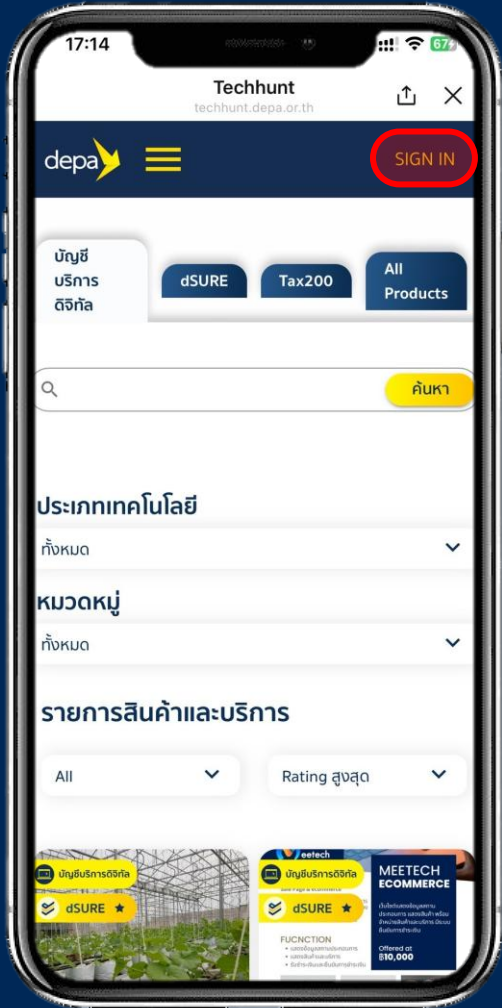 17:14
67
Techhunt
techhunt.depa.or.th
depa
SIGN IN
บัญชี
บริการ
ดิจิทัล
dSURE
Tax200
All
Products
ค้นหา
ประเภทเทคโนโลยี
ทั้งหมด
หมวดหมู่
ทั้งหมด
รายการสินค้าและบริการ
All
Rating สูงสุด
บัญชีบริการดิจิทัล
dSURE
eetech
บัญชีบริการดิจิทัล
dSURE
FUCNCTION
MEETECH
ECOMMERCE
Offered at
฿10,000